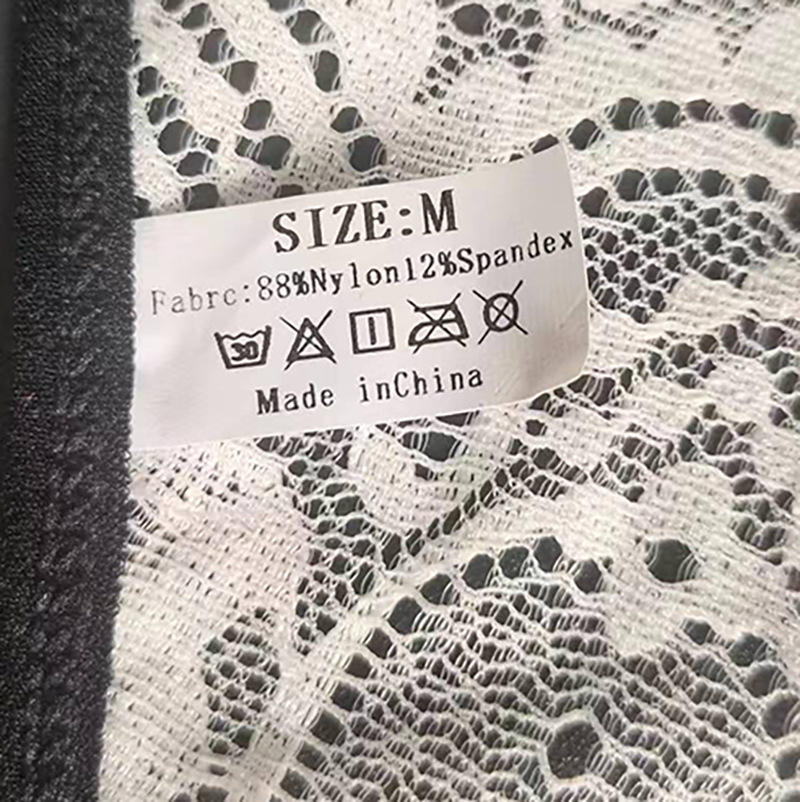 SIZE:M
Fabrc:88%Nylon12%Spandex
30
Made inChina